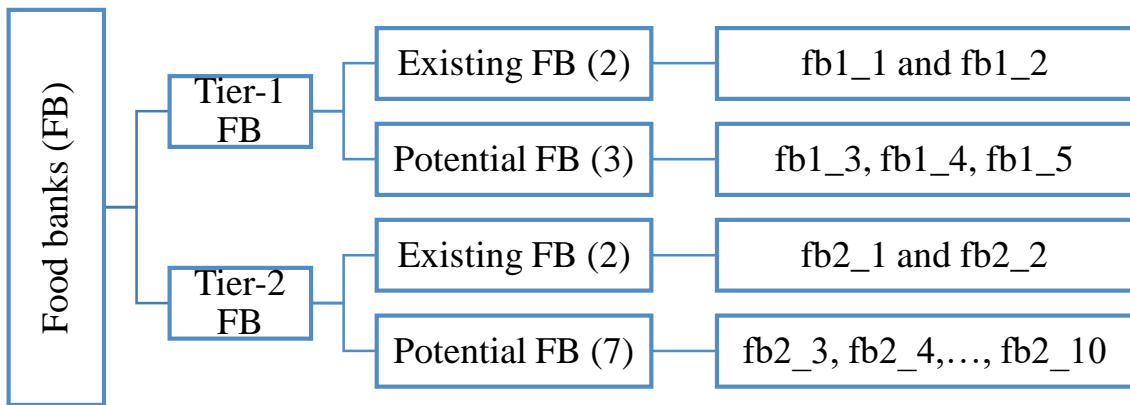 Food banks (FB)
Tier-1
FB
Existing FB (2)
fb1_1 and fb1_2
Potential FB (3)
fb1_3, fb1_4, fb1_5
Tier-2
FB
Existing FB (2)
fb2_1 and fb2_2
Potential FB (7)
fb2_3, fb2_4,…, fb2_10